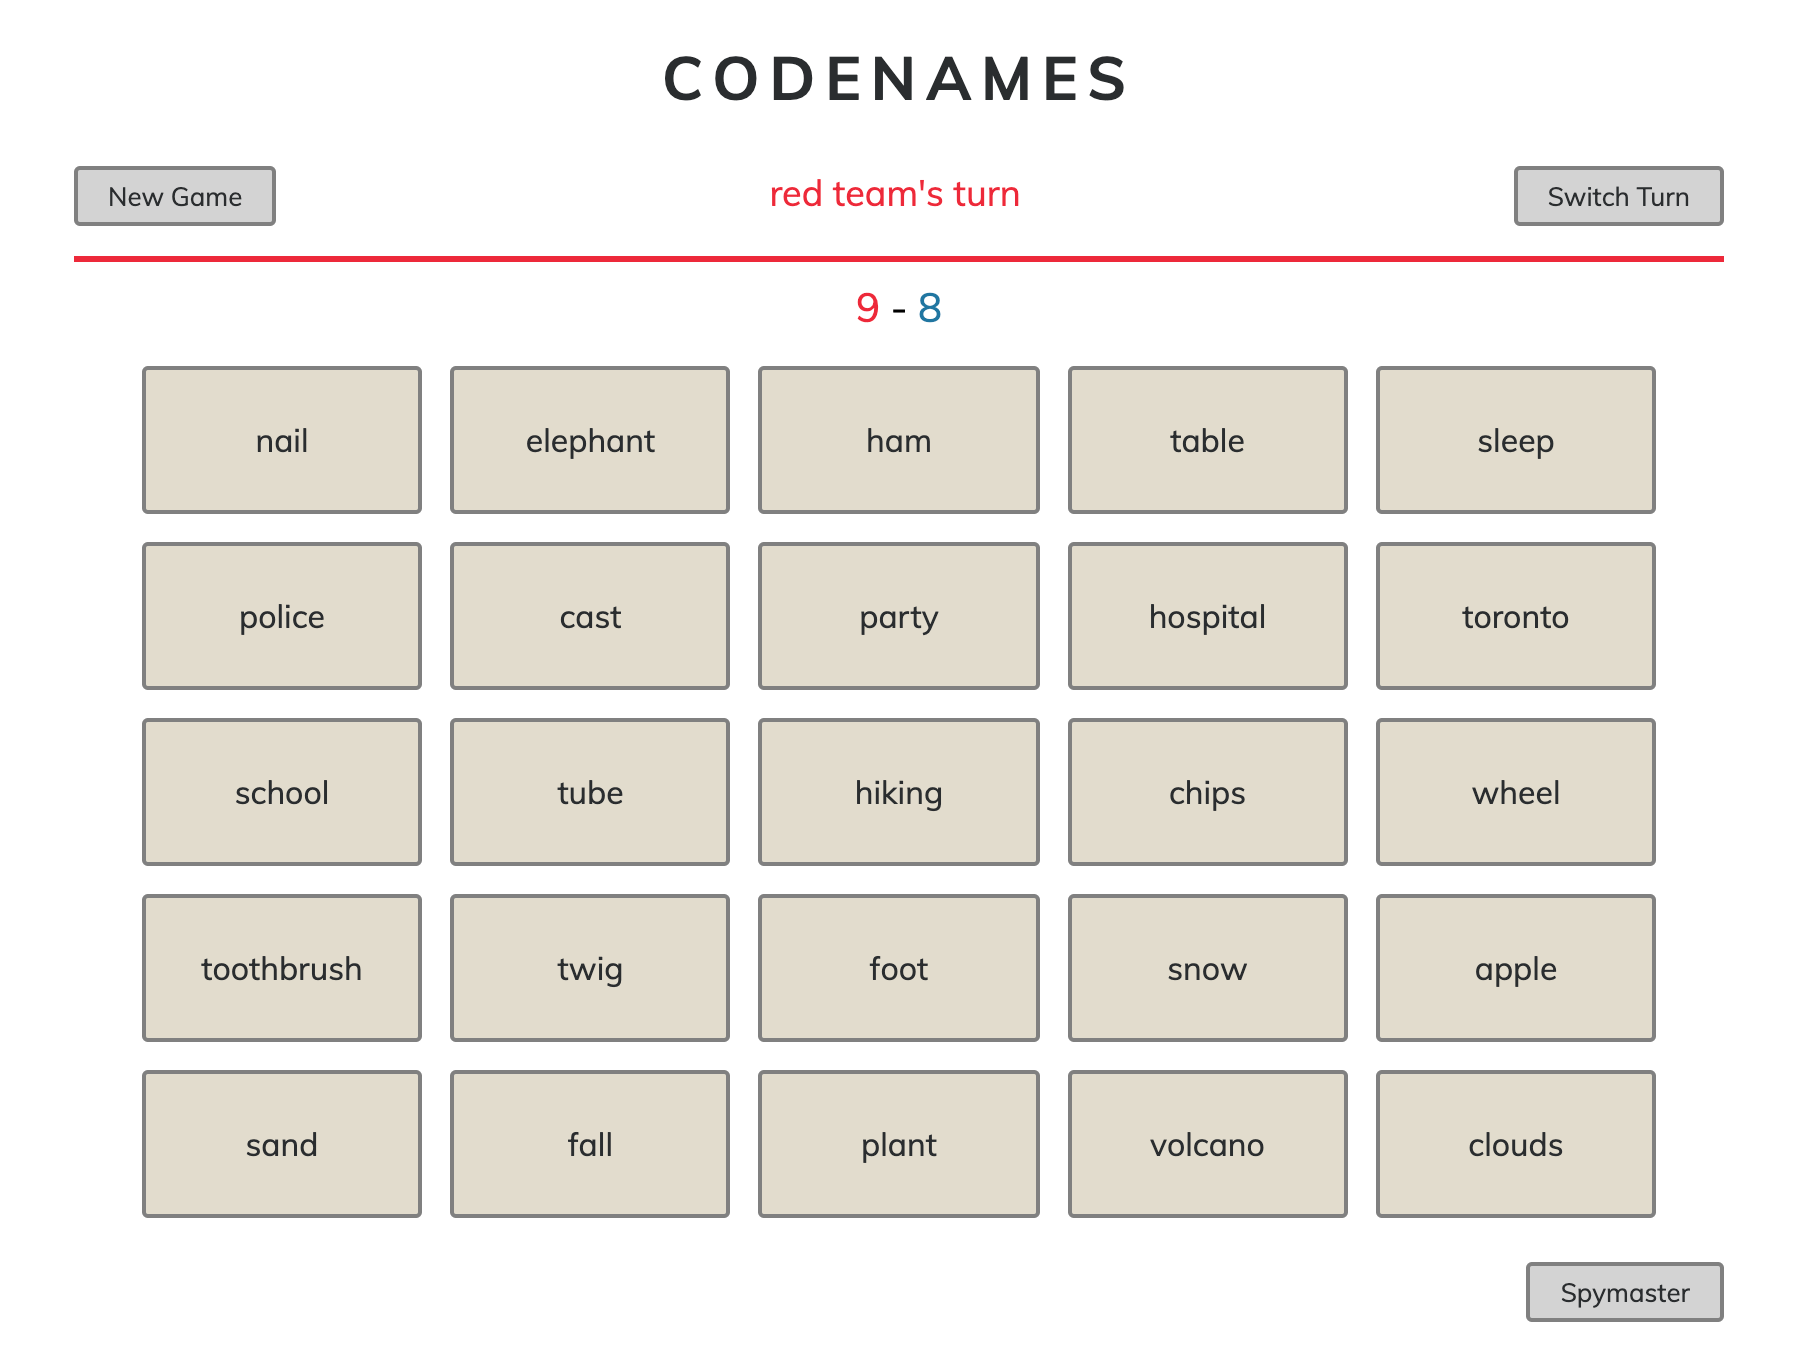 CODENAMES
New Game
red team's turn
Switch Turn
9 - 8
nail
elephant
ham
table
sleep
police
cast
party
hospital
toronto
school
tube
hiking
chips
wheel
toothbrush
twig
foot
snow
apple
sand
fall
plant
volcano
clouds
Spymaster